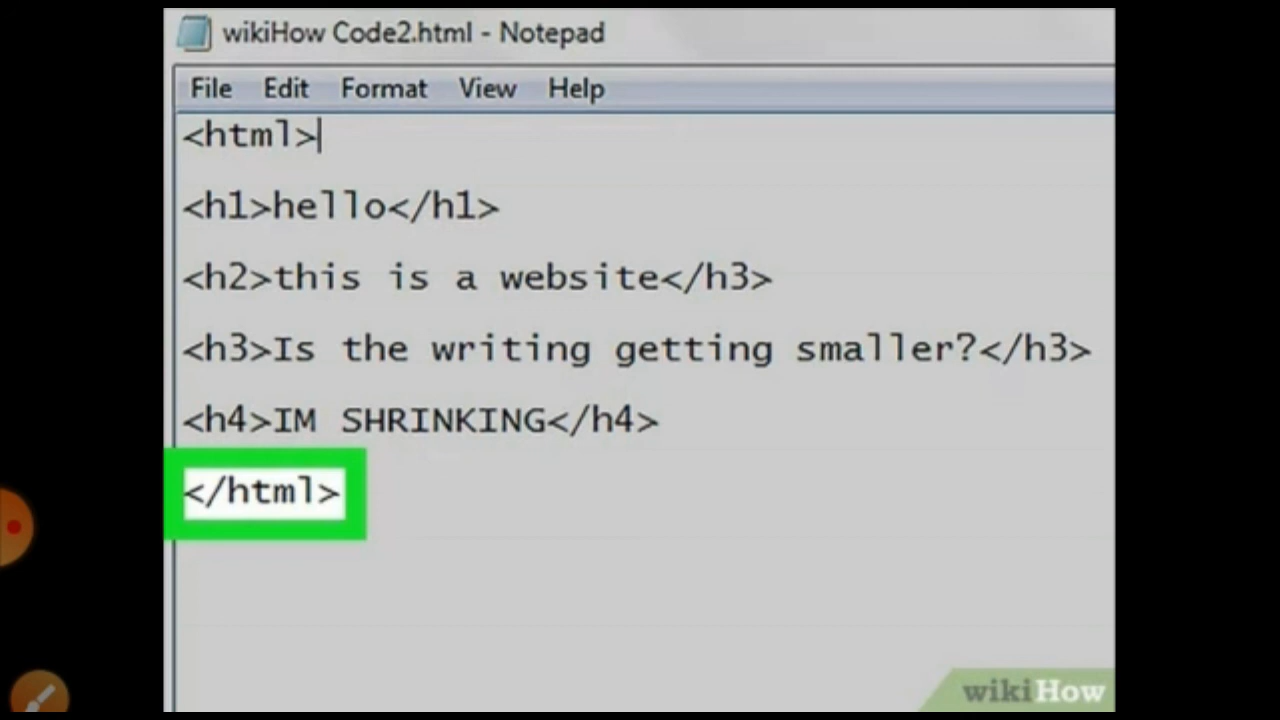 wikiHow Code2.html - Notepad
File Edit Format View Help
<html>
<h1>hello</h1>
<h2>this is a website</h3>
<h3>Is the writing getting smaller?</h3>
<h4>IM SHRINKING</h4>
</html>
wikiHow